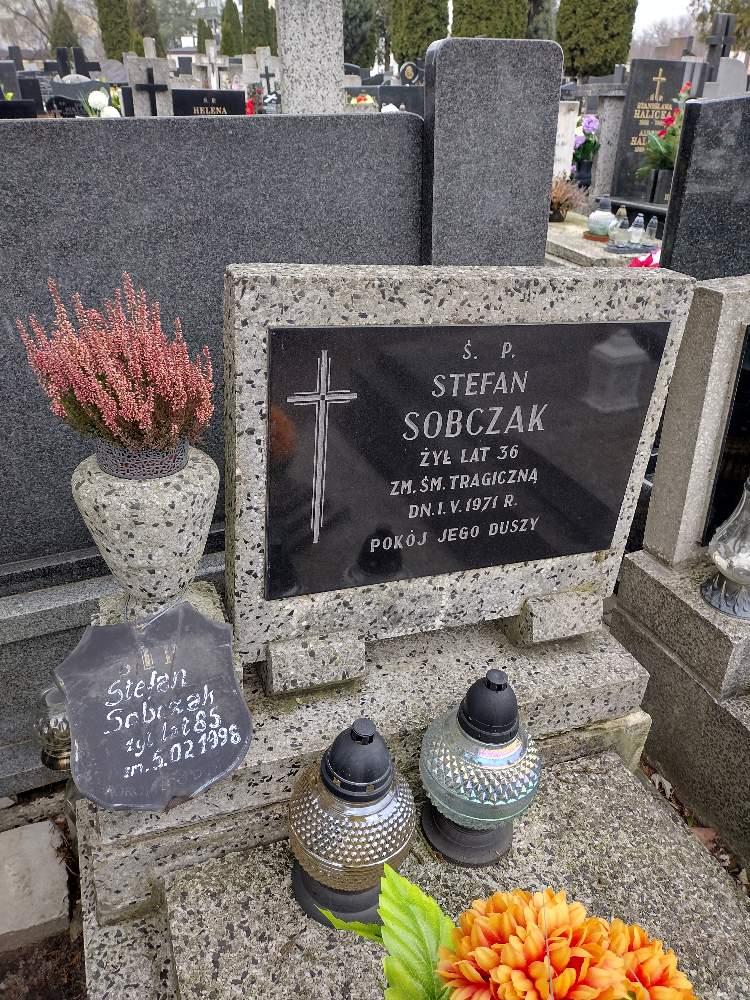 Ś. P.
HELENA
STANISŁAWA
HALICKA
Ś. P.
STEFAN
SOBCZAK
ŻYŁ LAT 36
ZM. ŚM. TRAGICZNĄ
DN. I. V. 1971 R.
POKÓJ JEGO DUSZY
Stefan
Sobczak
żył lat 85
zm. 5.02 1998